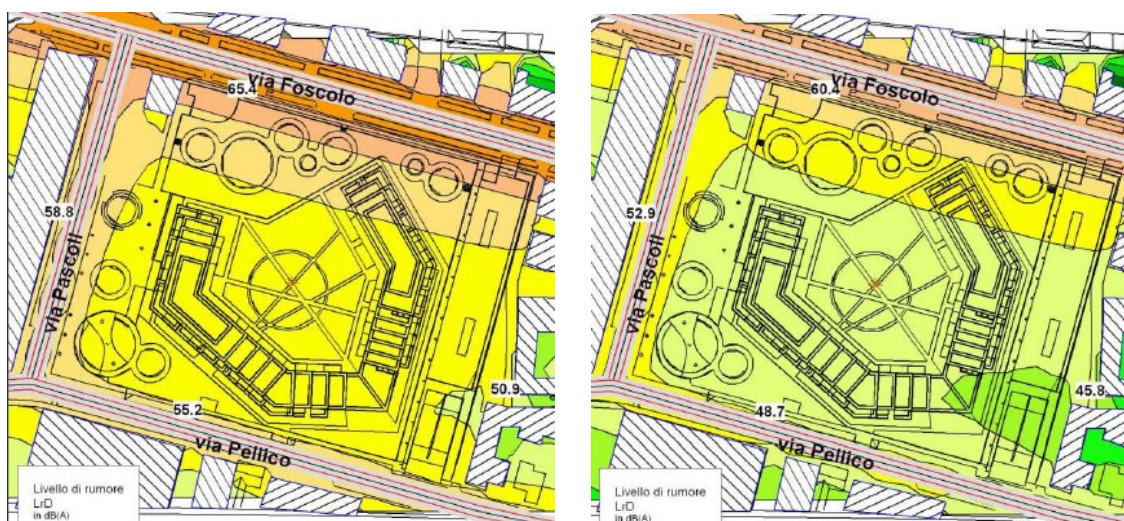 via Foscolo
65.4
58.8
via Pascoli
50.9
55.2
via Pellico
Livello di rumore
LrD
in dB(A)
via Foscolo
60.4
52.9
via Pascoli
45.8
48.7
via Pellico
Livello di rumore
LrD
in dB(A)